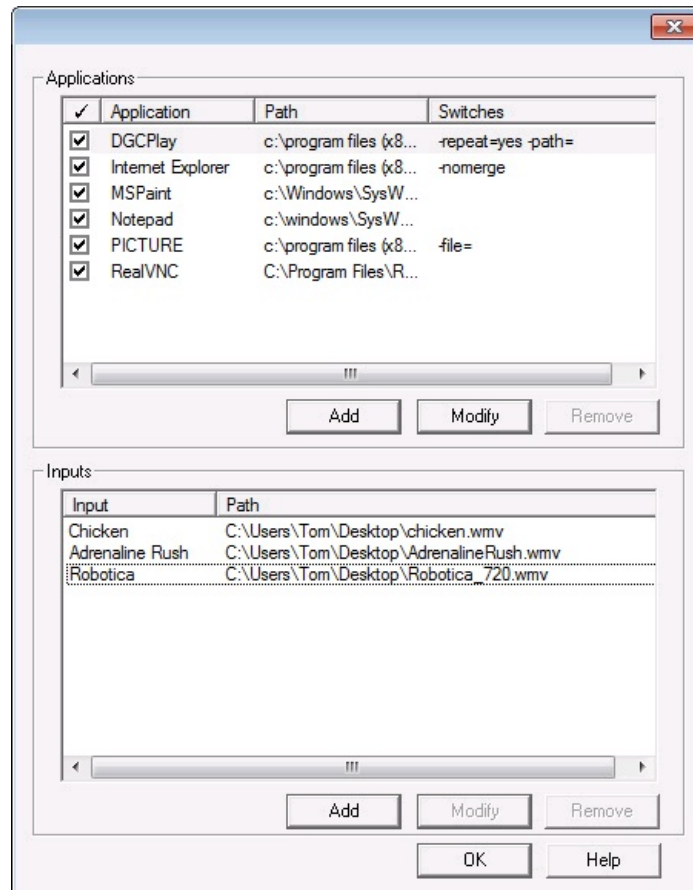 Applications
✓ Application Path Switches
DGCPlay c:\program files (x8... -repeat=yes -path=
Internet Explorer c:\program files (x8... -nomerge
MSPaint c:\Windows\SysW...
Notepad c:\windows\SysW...
PICTURE c:\program files (x8... -file=
RealVNC C:\Program Files\R...
Add Modify Remove
Inputs
Input Path
Chicken C:\Users\Tom\Desktop\chicken.wmv
Adrenaline Rush C:\Users\Tom\Desktop\AdrenalineRush.wmv
Robotica C:\Users\Tom\Desktop\Robotica_720.wmv
Add Modify Remove
OK Help